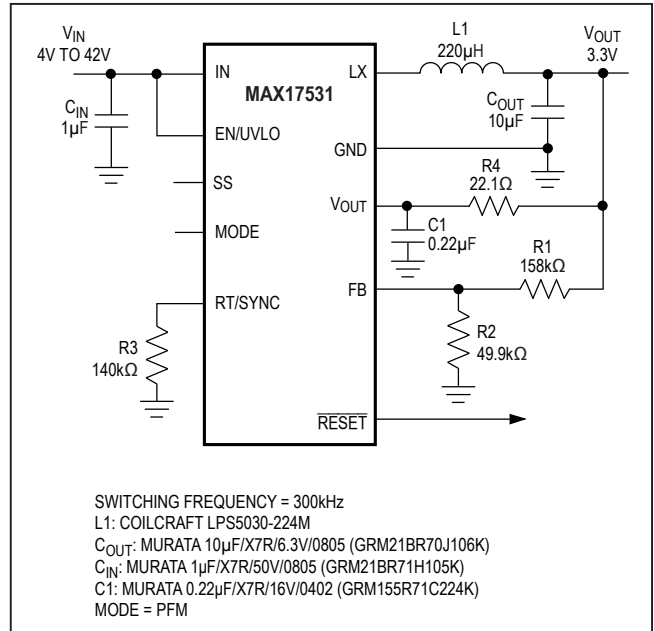 VIN
4V TO 42V
CIN
1µF
IN
EN/UVLO
SS
MODE
RT/SYNC
R3
140kΩ
MAX17531
LX
GND
VOUT
FB
RESET
L1
220µH
VOUT
3.3V
COUT
10µF
R4
22.1Ω
C1
0.22µF
R1
158kΩ
R2
49.9kΩ
SWITCHING FREQUENCY = 300kHz
L1: COILCRAFT LPS5030-224M
COUT: MURATA 10µF/X7R/6.3V/0805 (GRM21BR70J106K)
CIN: MURATA 1µF/X7R/50V/0805 (GRM21BR71H105K)
C1: MURATA 0.22µF/X7R/16V/0402 (GRM155R71C224K)
MODE = PFM